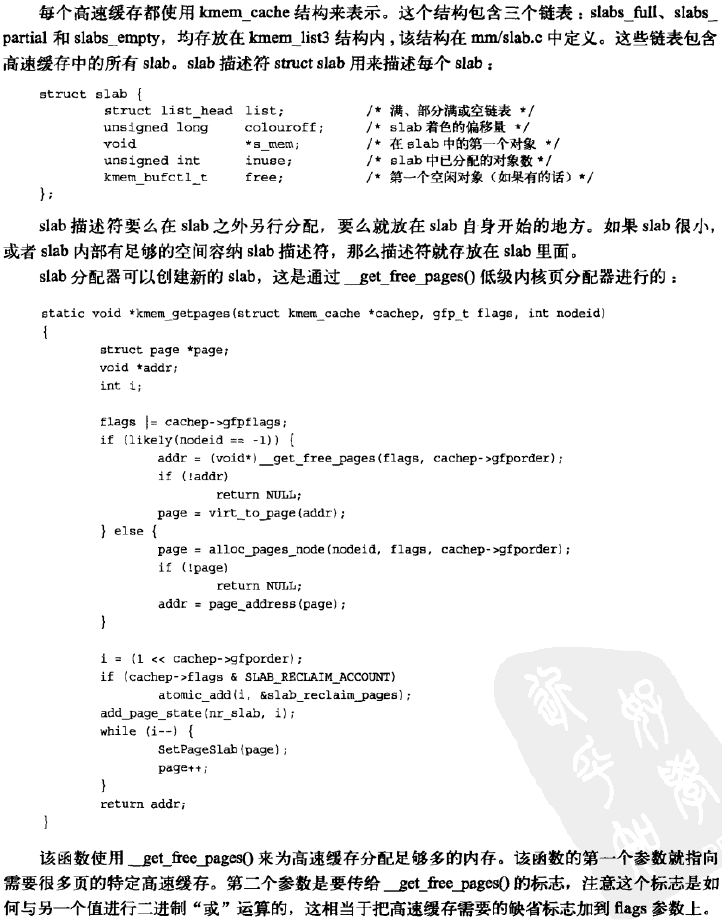 每个高速缓存都使用 kmem_cache 结构来表示。这个结构包含三个链表：slabs_full、slabs_
partial 和 slabs_empty，均存放在 kmem_list3 结构内，该结构在 mm/slab.c 中定义。这些链表包含
高速缓存中的所有 slab。slab 描述符 struct slab 用来描述每个 slab：
struct slab {
struct list_head list; /* 满、部分满或空链表 */
unsigned long colouroff; /* slab 着色的偏移量 */
void *s_mem; /* 在 slab 中的第一个对象 */
unsigned int inuse; /* slab 中已分配的对象数 */
kmem_bufctl_t free; /* 第一个空闲对象（如果有的话）*/
};
slab 描述符要么在 slab 之外另行分配，要么就放在 slab 自身开始的地方。如果 slab 很小，
或者 slab 内部有足够的空间容纳 slab 描述符，那么描述符就存放在 slab 里面。
slab 分配器可以创建新的 slab，这是通过 __get_free_pages() 低级内核页分配器进行的：
static void *kmem_getpages(struct kmem_cache *cachep, gfp_t flags, int nodeid)
{
struct page *page;
void *addr;
int i;
flags |= cachep->gfpflags;
if (likely(nodeid == -1)) {
addr = (void*)__get_free_pages(flags, cachep->gfporder);
if (!addr)
return NULL;
page = virt_to_page(addr);
} else {
page = alloc_pages_node(nodeid, flags, cachep->gfporder);
if (!page)
return NULL;
addr = page_address(page);
}
i = (1 << cachep->gfporder);
if (cachep->flags & SLAB_RECLAIM_ACCOUNT)
atomic_add(i, &slab_reclaim_pages);
add_page_state(nr_slab, i);
while (i--) {
SetPageSlab(page);
page++;
}
return addr;
}
该函数使用 __get_free_pages() 来为高速缓存分配足够多的内存。该函数的第一个参数就指向
需要很多页的特定高速缓存。第二个参数是要传给 __get_free_pages() 的标志，注意这个标志是如
何与另一个值进行二进制“或”运算的，这相当于把高速缓存需要的缺省标志加到 flags 参数上。